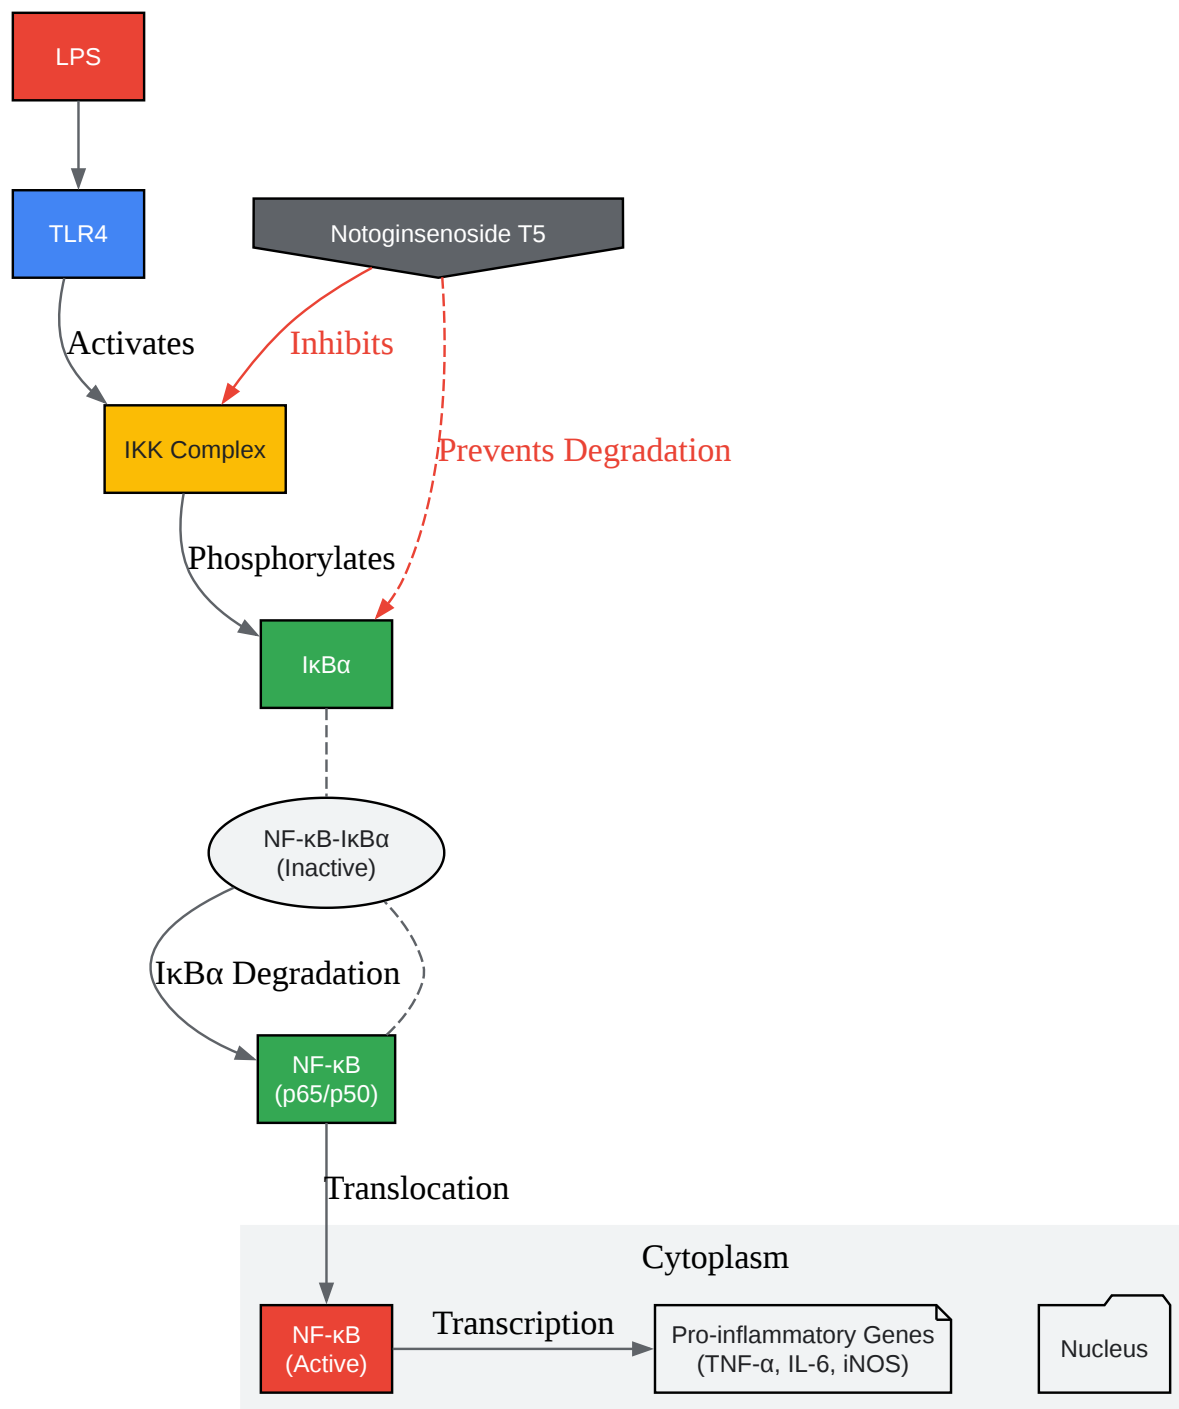 LPS
TLR4
Notoginsenoside T5
Activates
Inhibits
IKK Complex
Prevents Degradation
Phosphorylates
IκBα
NF-κB-IκBα
(Inactive)
IκBα Degradation
NF-κB
(p65/p50)
Translocation
Cytoplasm
NF-κB
(Active)
Transcription
Pro-inflammatory Genes
(TNF-α, IL-6, iNOS)
Nucleus